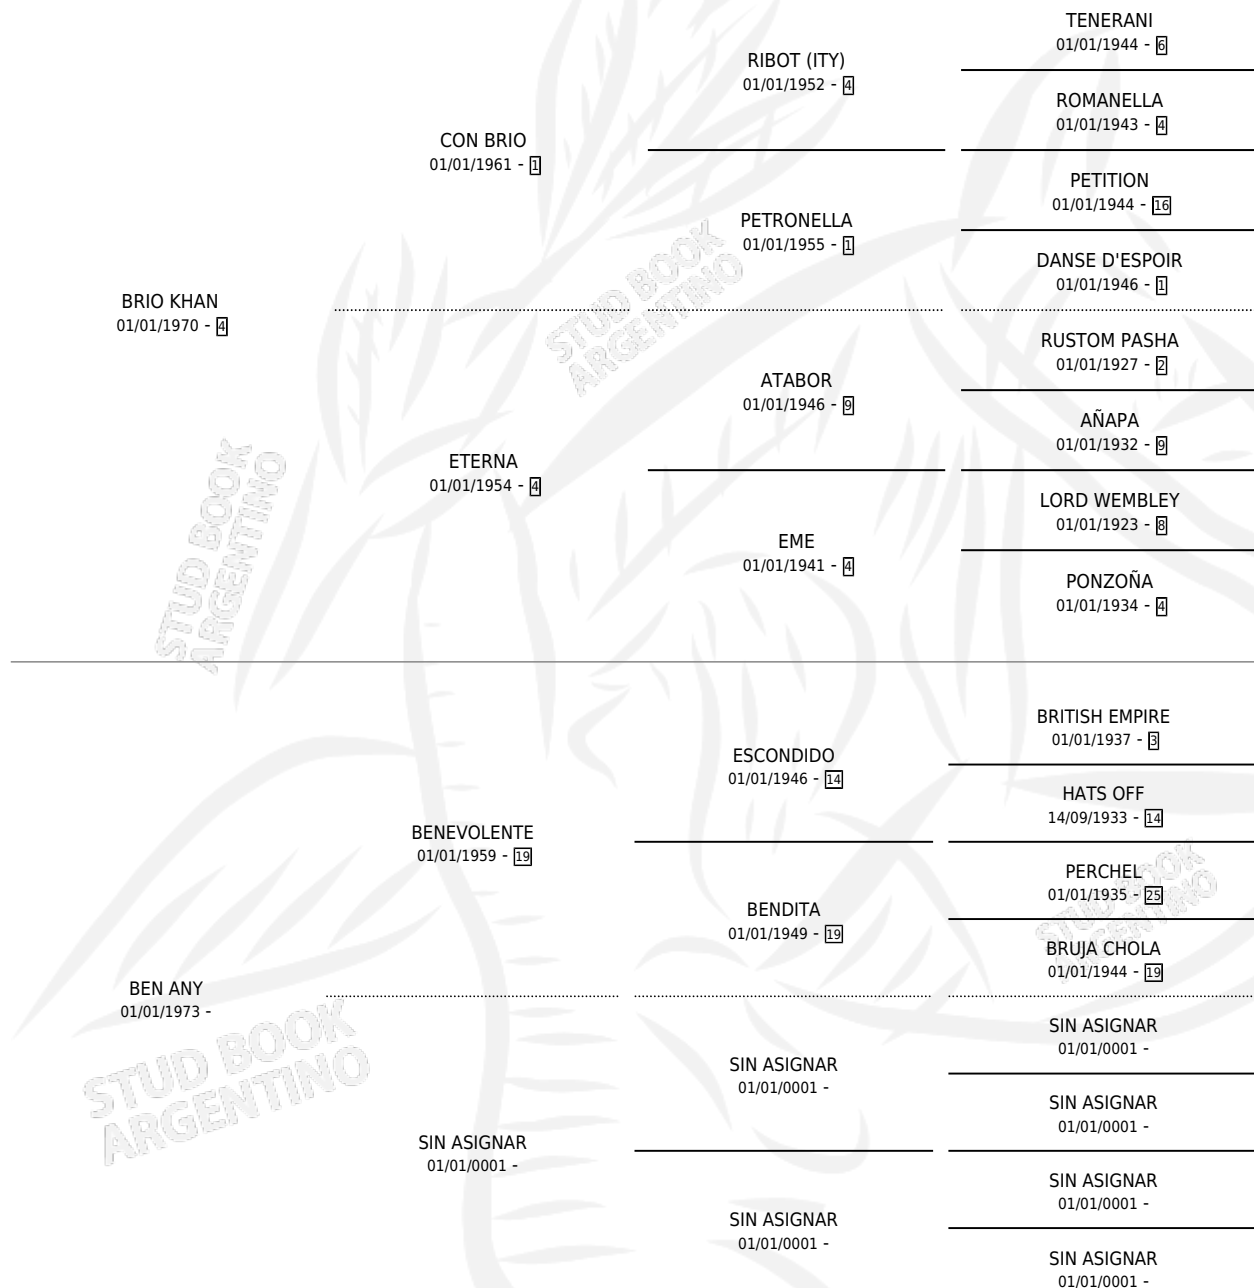 TENERANI
01/01/1944 - 6
RIBOT (ITY)
01/01/1952 - 4
ROMANELLA
01/01/1943 - 4
CON BRIO
01/01/1961 - 1
PETITION
01/01/1944 - 16
PETRONELLA
01/01/1955 - 1
DANSE D'ESPOIR
01/01/1946 - 1
BRIO KHAN
01/01/1970 - 4
RUSTOM PASHA
01/01/1927 - 2
ATABOR
01/01/1946 - 9
AÑAPA
01/01/1932 - 9
ETERNA
01/01/1954 - 4
LORD WEMBLEY
01/01/1923 - 8
EME
01/01/1941 - 4
PONZOÑA
01/01/1934 - 4
STUD BOOK
ARGENTINO
STUD BOOK
ARGENTINO
BRITISH EMPIRE
01/01/1937 - 3
ESCONDIDO
01/01/1946 - 14
HATS OFF
14/09/1933 - 14
BENEVOLENTE
01/01/1959 - 19
PERCHEL
01/01/1935 - 25
BENDITA
01/01/1949 - 19
BRUJA CHOLA
01/01/1944 - 19
STUD BOOK
ARGENTINO
BEN ANY
01/01/1973 -
SIN ASIGNAR
01/01/0001 -
SIN ASIGNAR
01/01/0001 -
SIN ASIGNAR
01/01/0001 -
SIN ASIGNAR
01/01/0001 -
SIN ASIGNAR
01/01/0001 -
SIN ASIGNAR
01/01/0001 -
SIN ASIGNAR
01/01/0001 -
STUD BOOK
ARGENTINO